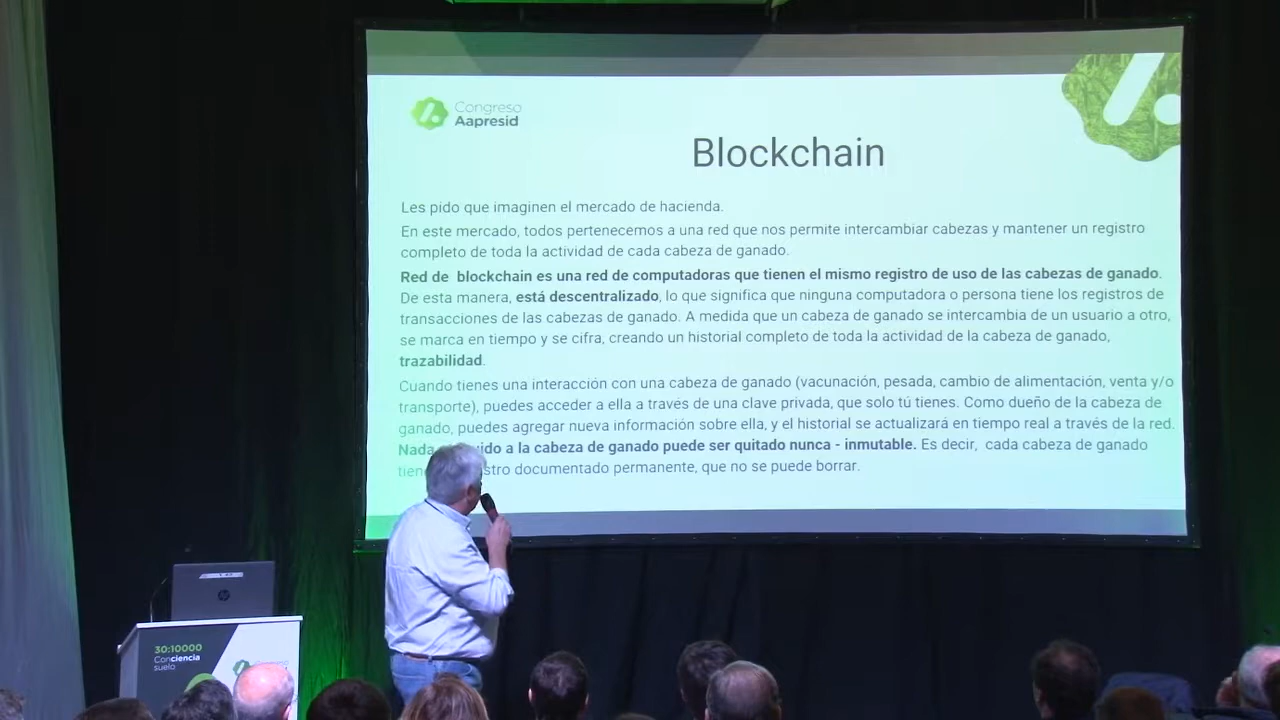 Congreso
Aapresid
Blockchain
Les pido que imaginen el mercado de hacienda.
En este mercado, todos pertenecemos a una red que nos permite intercambiar cabezas y mantener un registro
completo de toda la actividad de cada cabeza de ganado.
Red de blockchain es una red de computadoras que tienen el mismo registro de uso de las cabezas de ganado.
De esta manera, está descentralizado, lo que significa que ninguna computadora o persona tiene los registros de
transacciones de las cabezas de ganado. A medida que un cabeza de ganado se intercambia de un usuario a otro,
se marca en tiempo y se cifra, creando un historial completo de toda la actividad de la cabeza de ganado,
trazabilidad.
Cuando tienes una interacción con una cabeza de ganado (vacunación, pesada, cambio de alimentación, venta y/o
transporte), puedes acceder a ella a través de una clave privada, que solo tú tienes. Como dueño de la cabeza de
ganado, puedes agregar nueva información sobre ella, y el historial se actualizará en tiempo real a través de la red.
Nada a la cabeza de ganado puede ser quitado nunca - inmutable. Es decir, cada cabeza de ganado
documentado permanente, que no se puede borrar.
30:10000
Conciencia
suelo